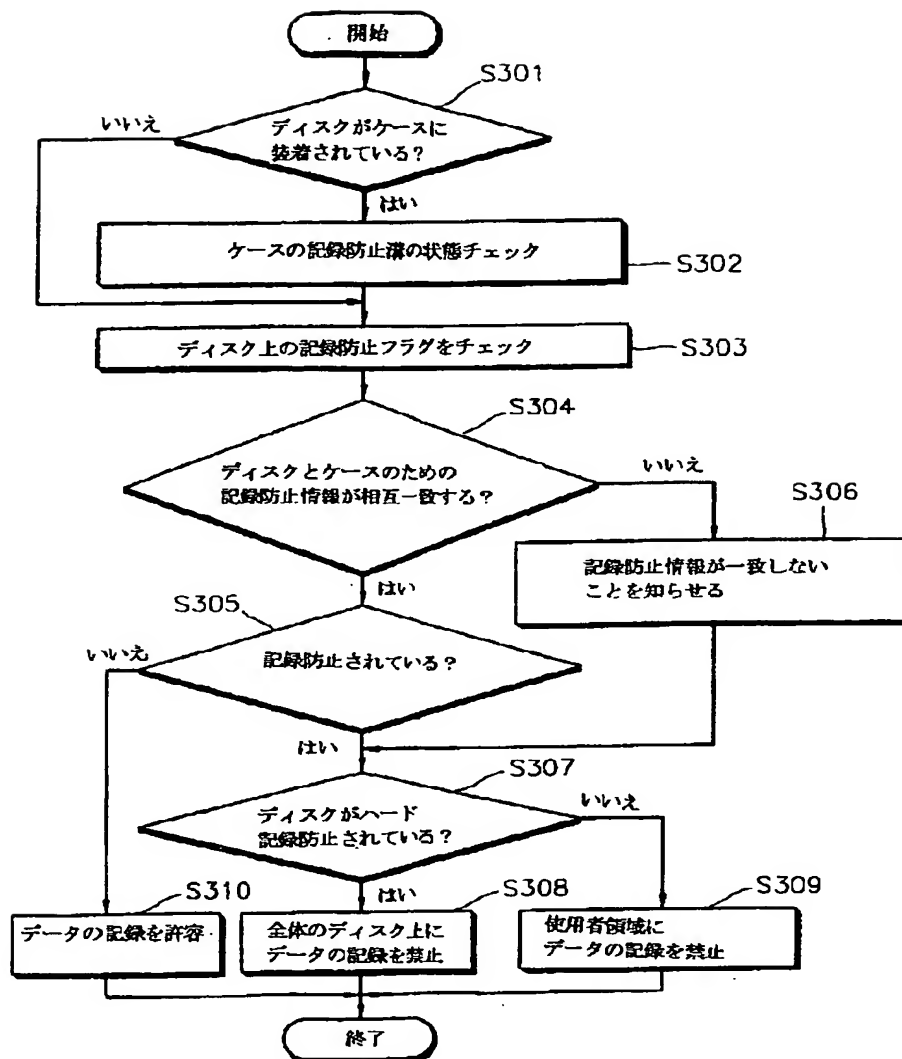 開始
S301
いいえ
ディスクがケースに
装着されている?
はい
ケースの記録防止溝の状態チェック
S302
ディスク上の記録防止フラグをチェック
S303
S304
ディスクとケースのための
記録防止情報が相互一致する?
いいえ
S306
記録防止情報が一致しない
ことを知らせる
はい
S305
いいえ
記録防止されている?
はい
S307
ディスクがハード
記録防止されている?
いいえ
はい
S310
データの記録を許容
S308
全体のディスク上に
データの記録を禁止
S309
使用者領域に
データの記録を禁止
終了